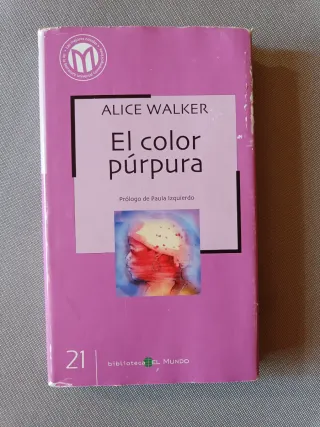 ALICE WALKER
El color
púrpura
Prólogo de Paula Izquierdo
21
biblioteca EL MUNDO